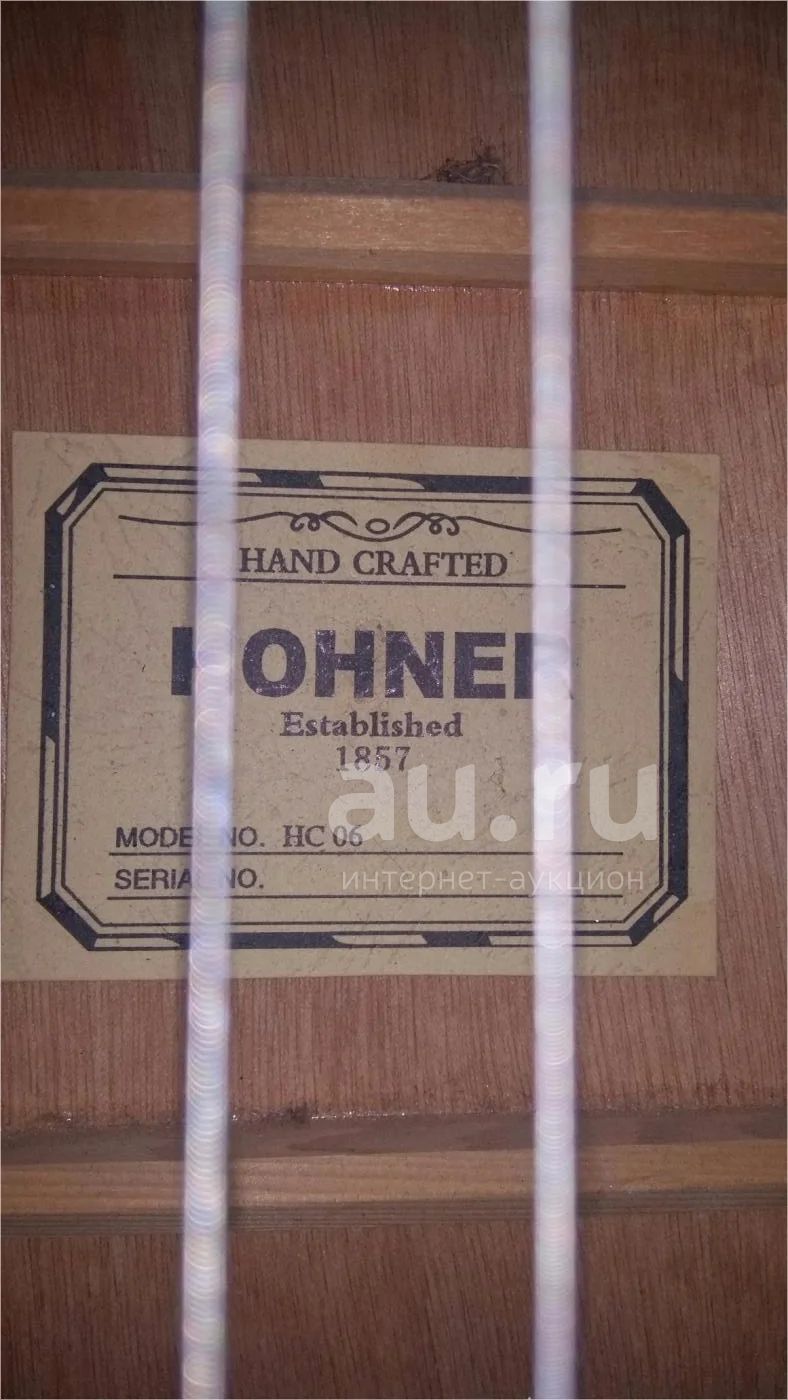 HAND CRAFTED
HOHNER
Established
1857
MODEL NO. HC 06
SERIAL NO.
au.ru
интернет-аукцион